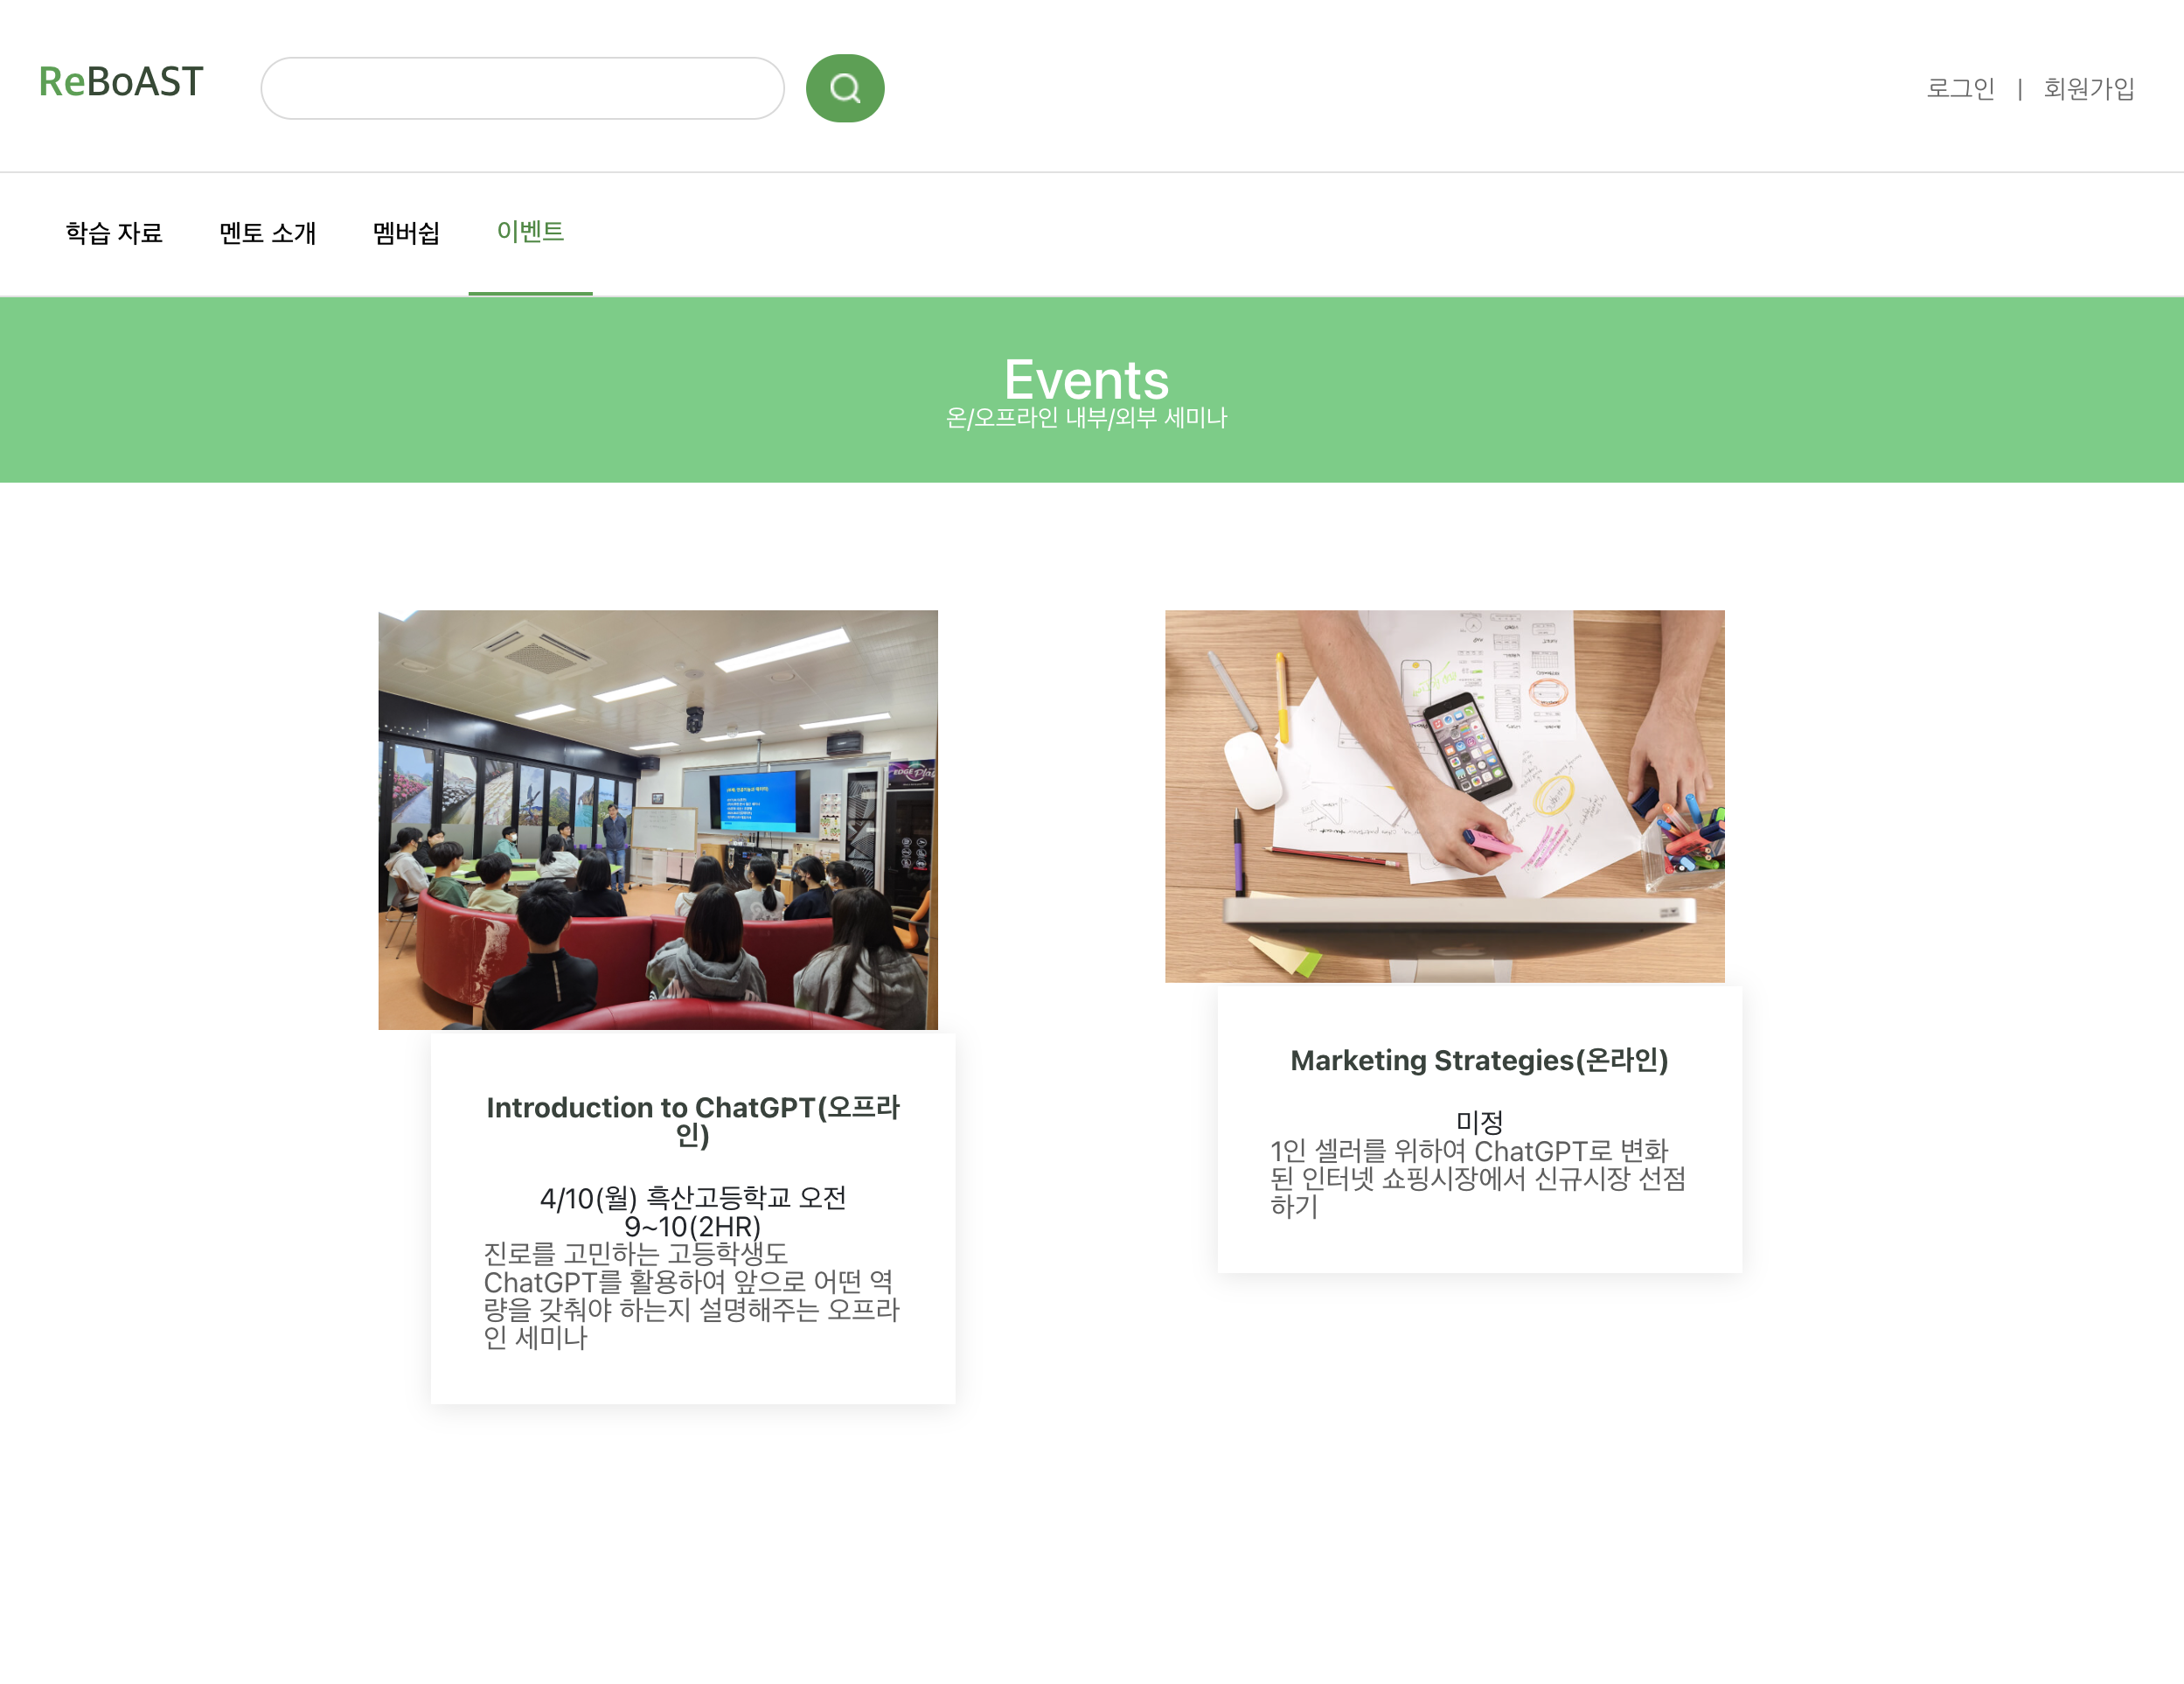 ReBoAST
로그인 | 회원가입
학습 자료 멘토 소개 멤버쉽 이벤트
Events
온/오프라인 내부/외부 세미나
Introduction to ChatGPT(오프라
인)
4/10(월) 흑산고등학교 오전
9~10(2HR)
진로를 고민하는 고등학생도
ChatGPT를 활용하여 앞으로 어떤 역
량을 갖춰야 하는지 설명해주는 오프라
인 세미나
Marketing Strategies(온라인)
미정
1인 셀러를 위하여 ChatGPT로 변화
된 인터넷 쇼핑시장에서 신규시장 선점
하기